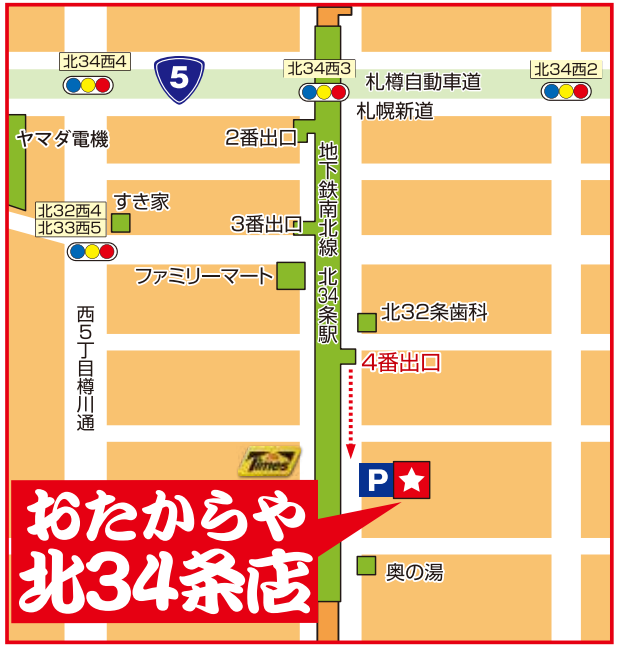 北34西4
5
北34西3
札樽自動車道
北34西2
札幌新道
ヤマダ電機
2番出口
地下鉄南北線 北34条駅
すき家
北32西4
北33西5
3番出口
ファミリーマート
北32条歯科
西5丁目樽川通
4番出口
Times
P
おたからや
北34条店
奥の湯